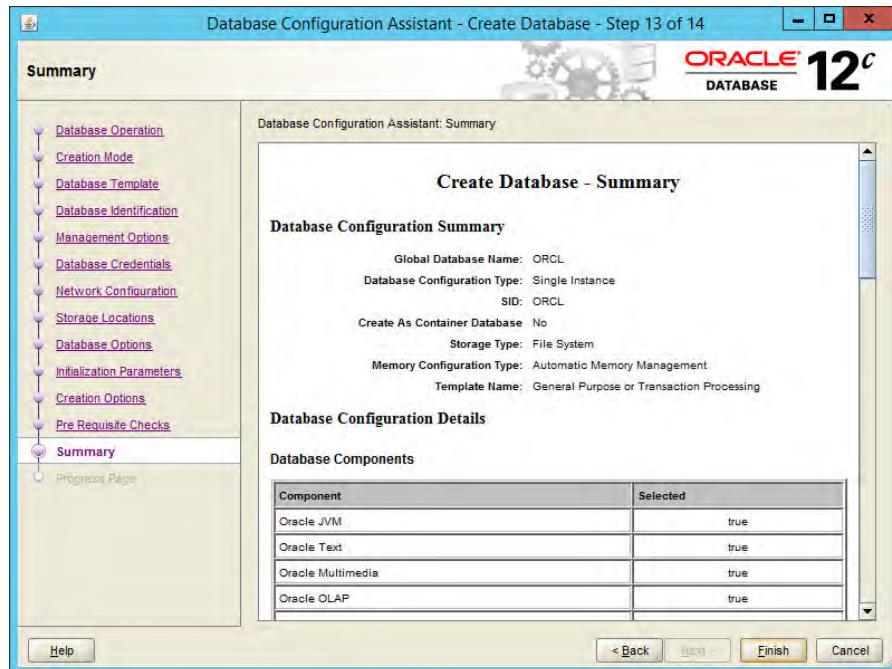 Database Configuration Assistant - Create Database - Step 13 of 14
Summary
ORACLE
DATABASE
12c
Database Operation
Creation Mode
Database Template
Database Identification
Management Options
Database Credentials
Network Configuration
Storage Locations
Database Options
Initialization Parameters
Creation Options
Pre Requisite Checks
Summary
Progress Page
Database Configuration Assistant: Summary
Create Database - Summary
Database Configuration Summary
Global Database Name: ORCL
Database Configuration Type: Single Instance
SID: ORCL
Create As Container Database No
Storage Type: File System
Memory Configuration Type: Automatic Memory Management
Template Name: General Purpose or Transaction Processing
Database Configuration Details
Database Components
Component Selected
Oracle JVM true
Oracle Text true
Oracle Multimedia true
Oracle OLAP true
Help
< Back
Next >
Finish
Cancel